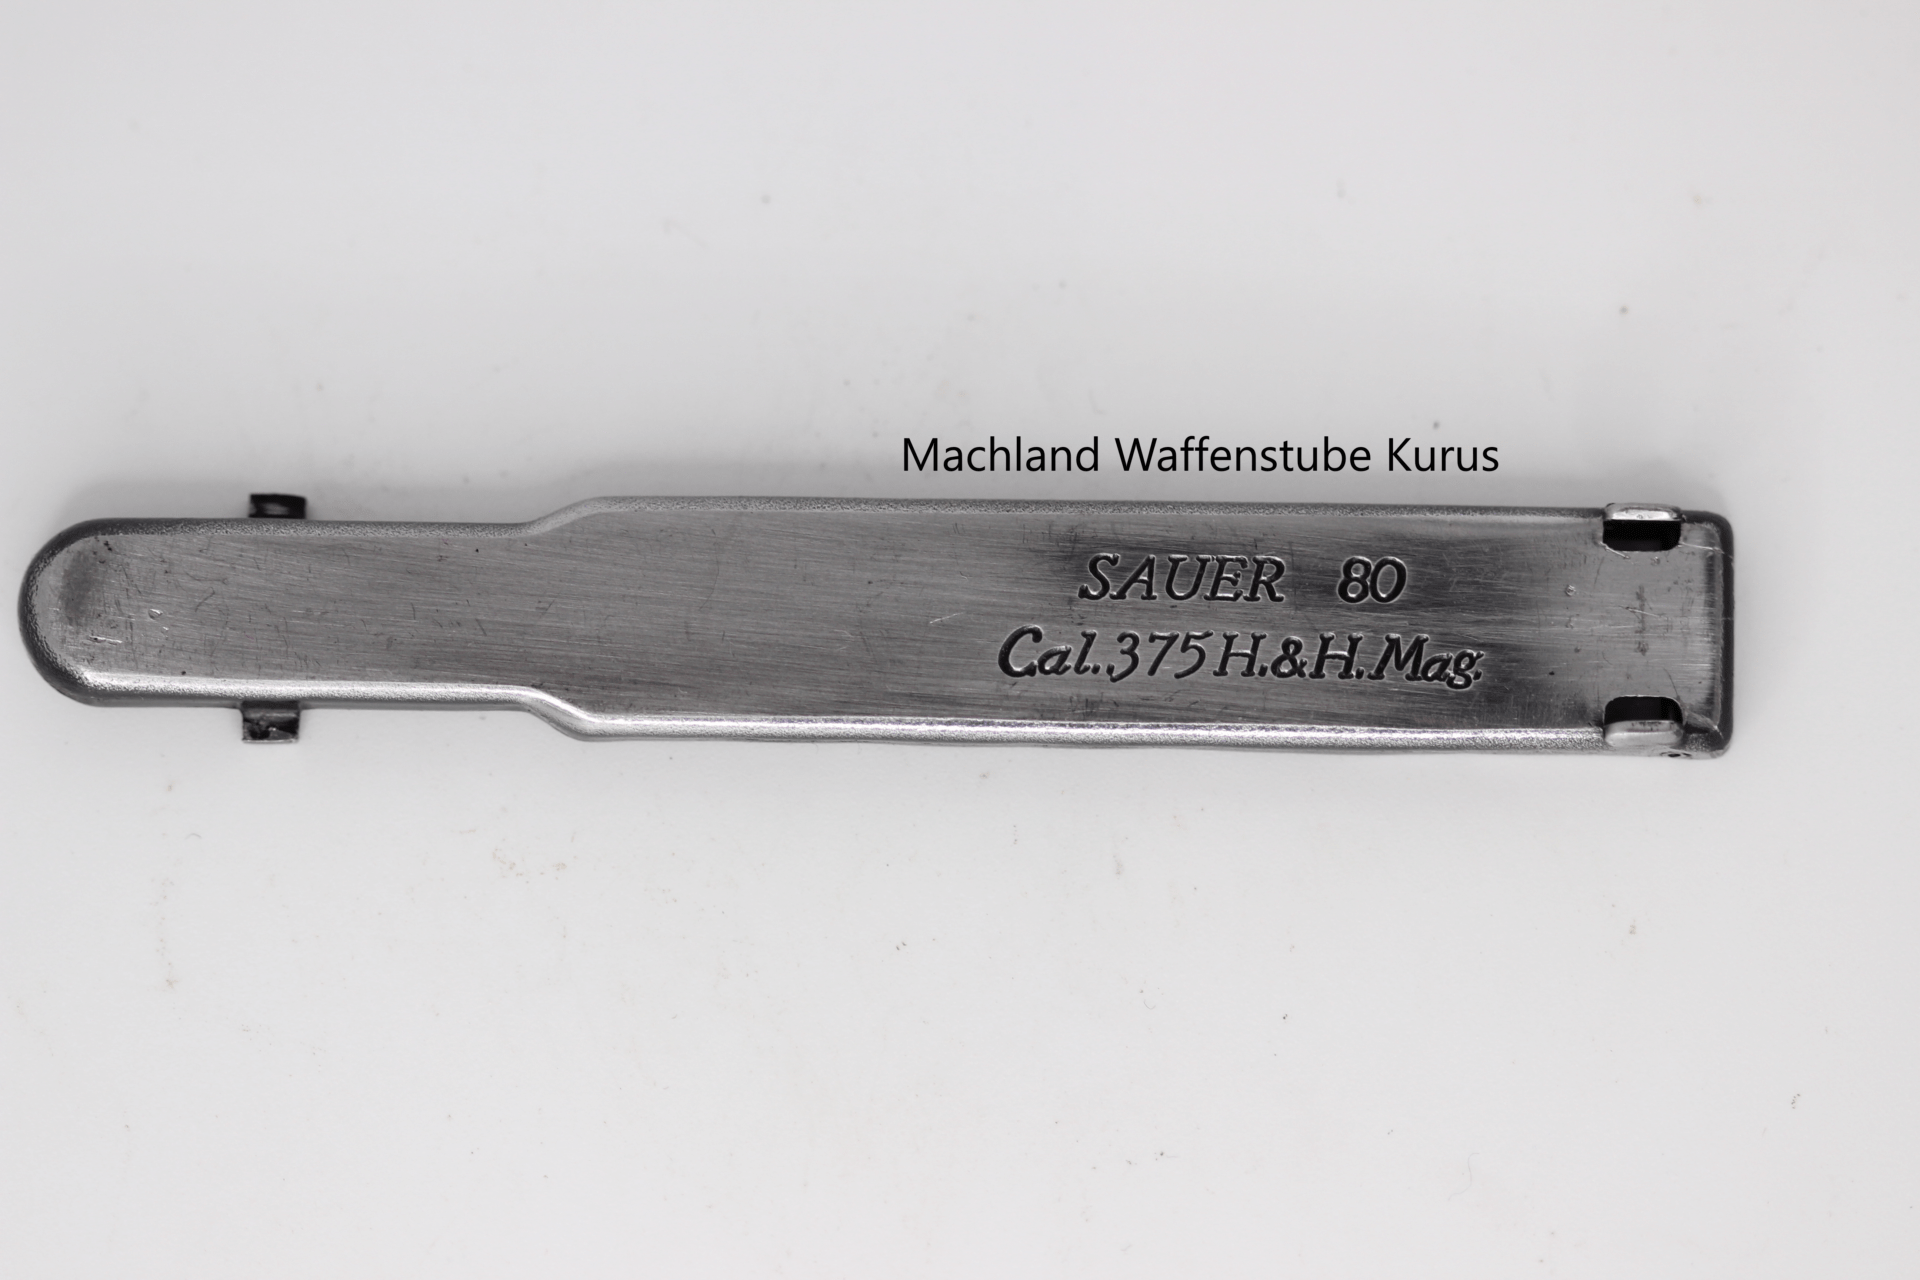 Machland Waffenstube Kurus
SAUER 80
Cal.375 H.&H.Mag.